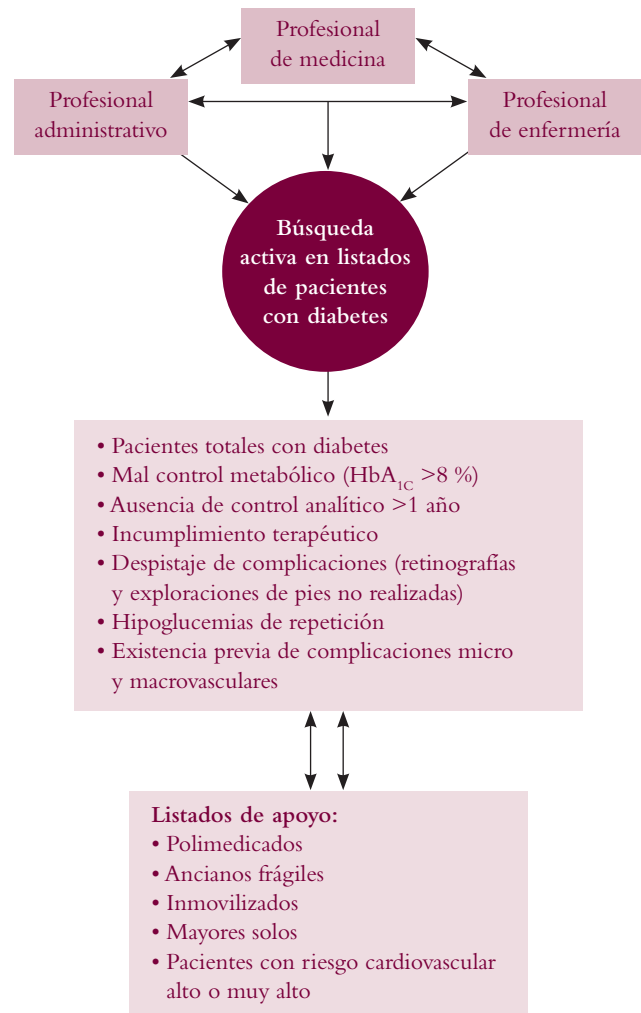 Profesional
de medicina
Profesional
administrativo
Profesional
de enfermería
Búsqueda
activa en listados
de pacientes
con diabetes
• Pacientes totales con diabetes
• Mal control metabólico (HbA1C >8 %)
• Ausencia de control analítico >1 año
• Incumplimiento terapéutico
• Despistaje de complicaciones (retinografías
y exploraciones de pies no realizadas)
• Hipoglucemias de repetición
• Existencia previa de complicaciones micro
y macrovasculares
Listados de apoyo:
• Polimedicados
• Ancianos frágiles
• Inmovilizados
• Mayores solos
• Pacientes con riesgo cardiovascular
alto o muy alto